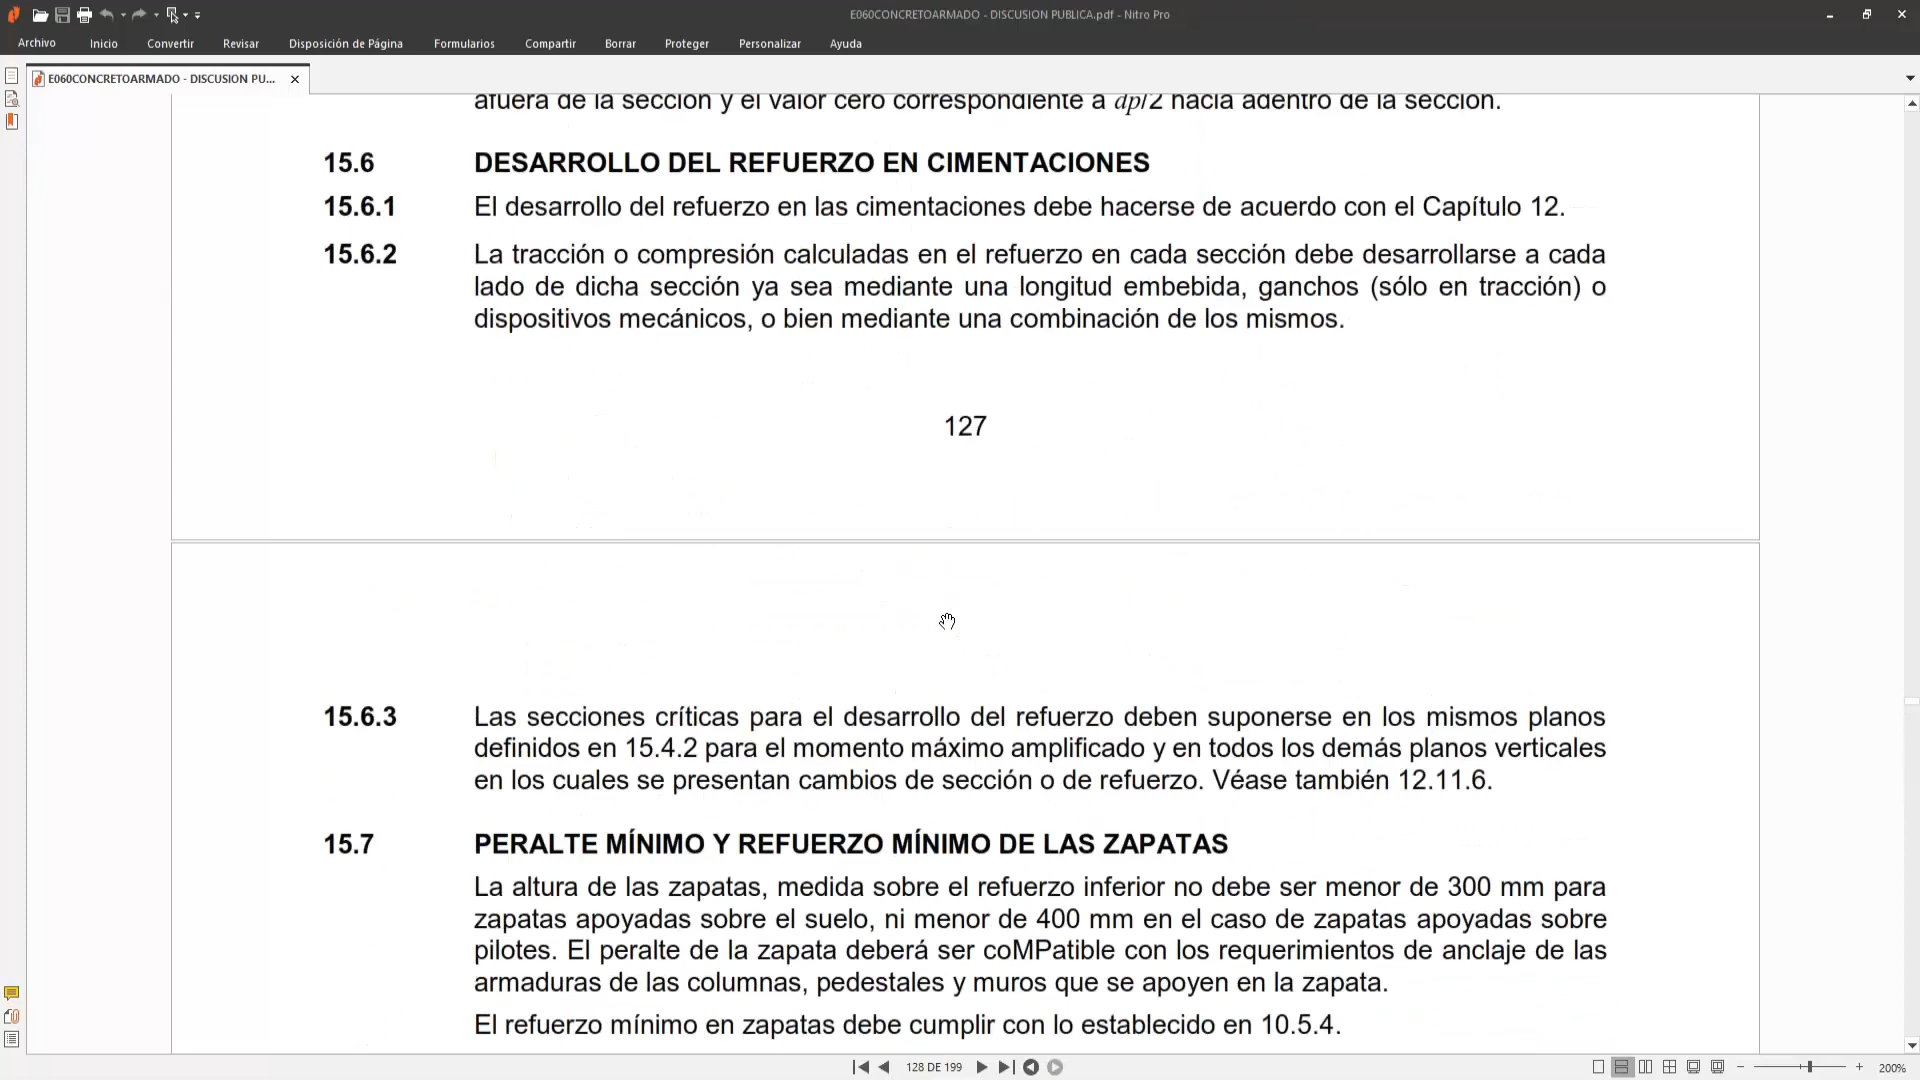 E060CONCRETOARMADO - DISCUSION PUBLICA.pdf - Nitro Pro
Archivo Inicio Convertir Revisar Disposición de Página Formularios Compartir Borrar Proteger Personalizar Ayuda
E060CONCRETOARMADO - DISCUSION PU...
afuera de la sección y el valor cero correspondiente a dpl/2 hacia adentro de la sección.
15.6 DESARROLLO DEL REFUERZO EN CIMENTACIONES
15.6.1 El desarrollo del refuerzo en las cimentaciones debe hacerse de acuerdo con el Capítulo 12.
15.6.2 La tracción o compresión calculadas en el refuerzo en cada sección debe desarrollarse a cada
lado de dicha sección ya sea mediante una longitud embebida, ganchos (sólo en tracción) o
dispositivos mecánicos, o bien mediante una combinación de los mismos.
127
15.6.3 Las secciones críticas para el desarrollo del refuerzo deben suponerse en los mismos planos
definidos en 15.4.2 para el momento máximo amplificado y en todos los demás planos verticales
en los cuales se presentan cambios de sección o de refuerzo. Véase también 12.11.6.
15.7 PERALTE MÍNIMO Y REFUERZO MÍNIMO DE LAS ZAPATAS
La altura de las zapatas, medida sobre el refuerzo inferior no debe ser menor de 300 mm para
zapatas apoyadas sobre el suelo, ni menor de 400 mm en el caso de zapatas apoyadas sobre
pilotes. El peralte de la zapata deberá ser coMPatible con los requerimientos de anclaje de las
armaduras de las columnas, pedestales y muros que se apoyen en la zapata.
El refuerzo mínimo en zapatas debe cumplir con lo establecido en 10.5.4.
128 DE 199
200%